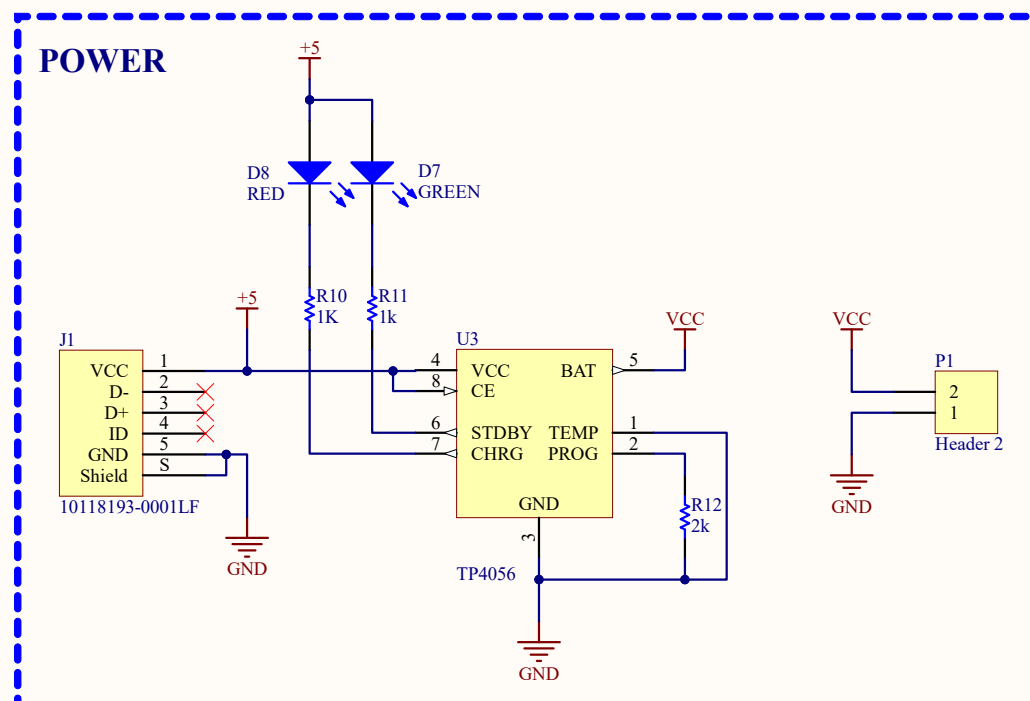 POWER
+5
D8
RED
D7
GREEN
R10
1K
R11
1k
+5
J1
VCC 1
D- 2
D+ 3
ID 4
GND 5
Shield S
10118193-0001LF
GND
U3
4 VCC
8 CE
6 STDBY
7 CHRG
BAT 5
TEMP 1
PROG 2
GND
3
TP4056
GND
VCC
R12
2k
VCC
P1
2
1
Header 2
GND